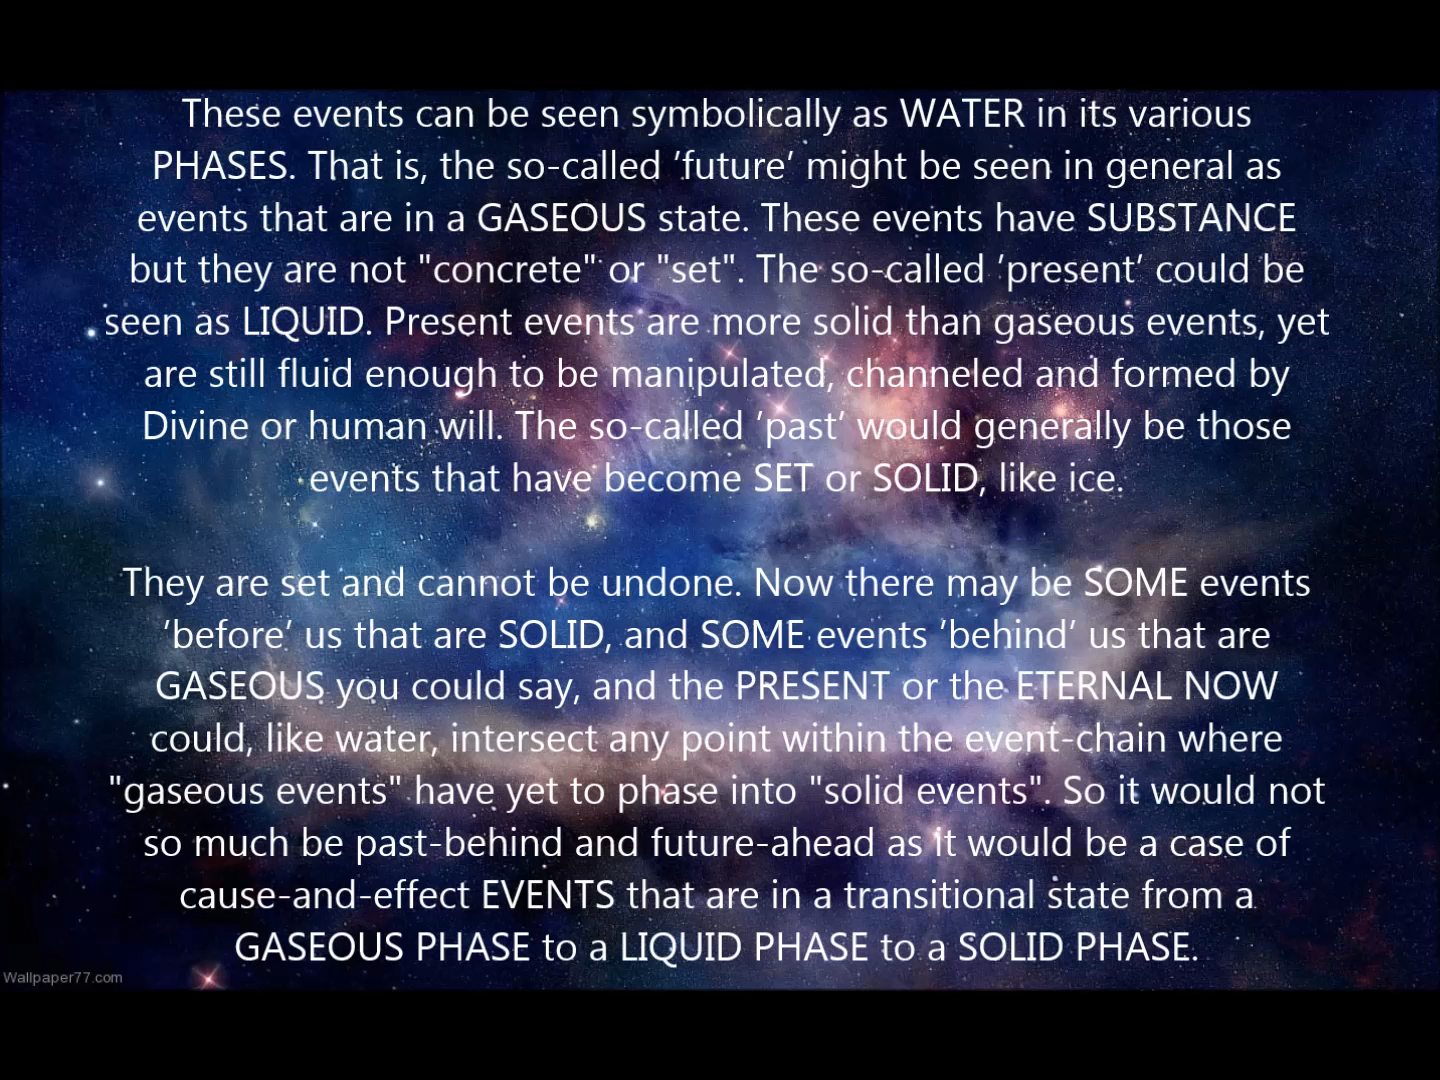 These events can be seen symbolically as WATER in its various
PHASES. That is, the so-called ′future′ might be seen in general as
events that are in a GASEOUS state. These events have SUBSTANCE
but they are not "concrete" or "set". The so-called ′present′ could be
seen as LIQUID. Present events are more solid than gaseous events, yet
are still fluid enough to be manipulated, channeled and formed by
Divine or human will. The so-called ′past′ would generally be those
events that have become SET or SOLID, like ice.
They are set and cannot be undone. Now there may be SOME events
′before′ us that are SOLID, and SOME events ′behind′ us that are
GASEOUS you could say, and the PRESENT or the ETERNAL NOW
could, like water, intersect any point within the event-chain where
"gaseous events" have yet to phase into "solid events". So it would not
so much be past-behind and future-ahead as it would be a case of
cause-and-effect EVENTS that are in a transitional state from a
GASEOUS PHASE to a LIQUID PHASE to a SOLID PHASE.
Wallpaper77.com